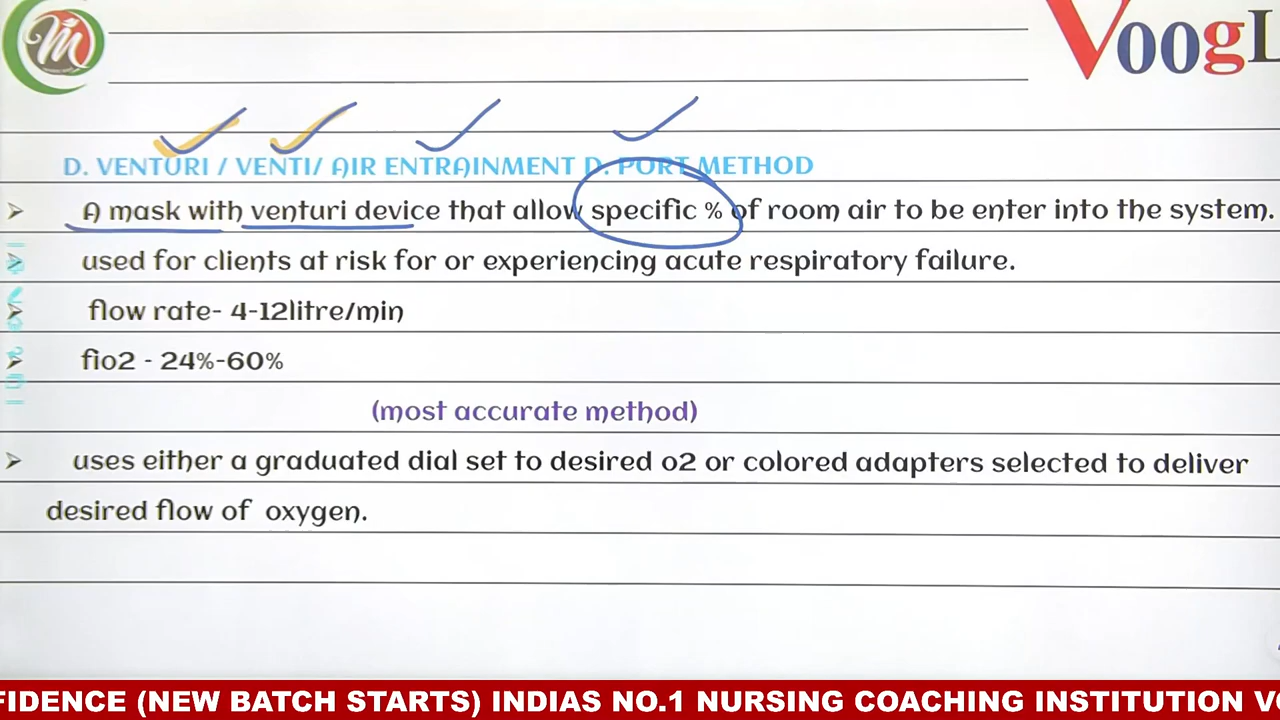 m
VoogL
D. VENTURI / VENTI/ AIR ENTRAINMENT D. PORT METHOD
➢ A mask with venturi device that allow specific % of room air to be enter into the system.
➢ used for clients at risk for or experiencing acute respiratory failure.
➢ flow rate- 4-12litre/min
➢ fio2 - 24%-60%
(most accurate method)
➢ uses either a graduated dial set to desired o2 or colored adapters selected to deliver
desired flow of oxygen.
FIDENCE (NEW BATCH STARTS) INDIAS NO.1 NURSING COACHING INSTITUTION V